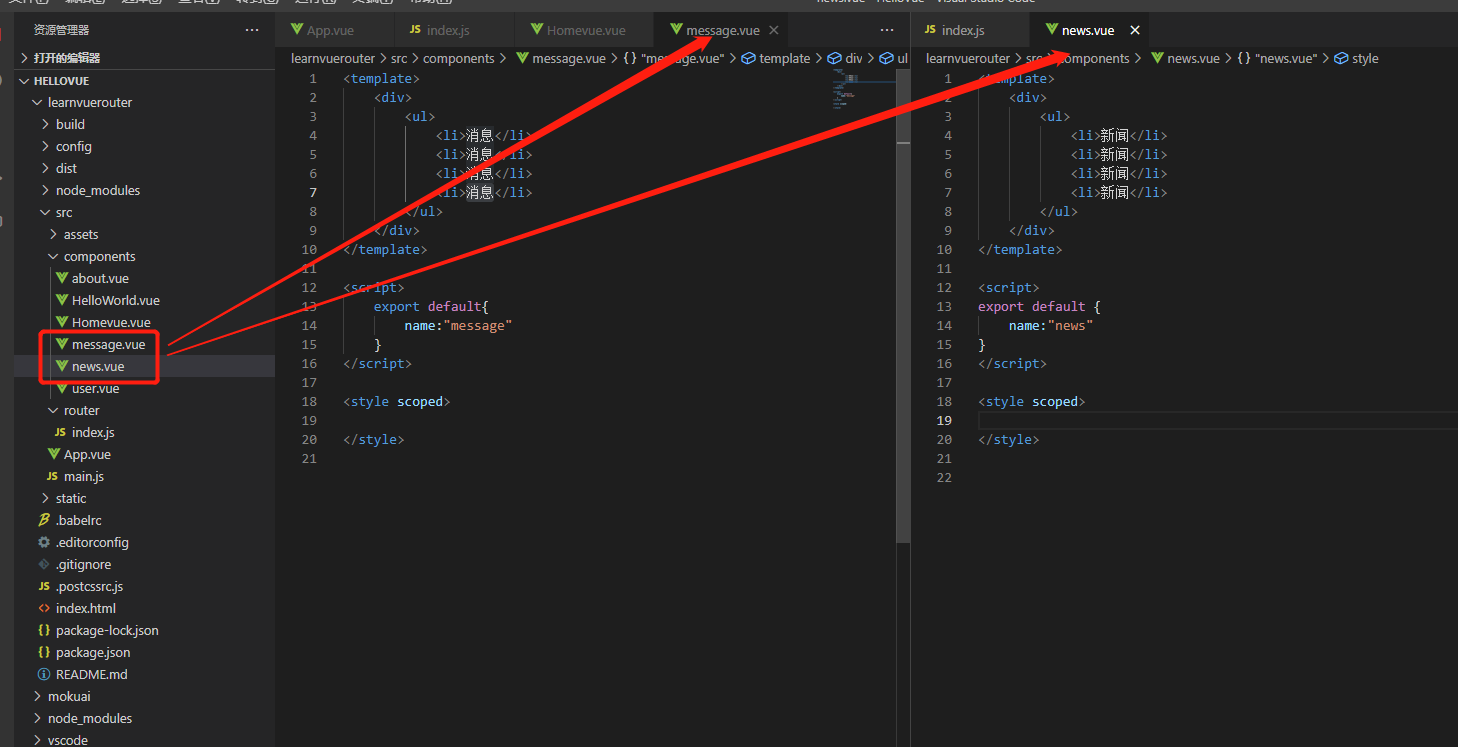 资源管理器
···
打开的编辑器
HELLOVUE
learnvuerouter
build
config
dist
node_modules
src
assets
components
about.vue
HelloWorld.vue
Homevue.vue
message.vue
news.vue
user.vue
router
JS index.js
App.vue
JS main.js
static
.babelrc
.editorconfig
.gitignore
JS .postcssrc.js
<> index.html
{} package-lock.json
{} package.json
README.md
mokuai
node_modules
vscode
App.vue
JS index.js
Homevue.vue
message.vue
···
learnvuerouter > src > components > message.vue > {} "message.vue" > template > div > ul
1 <template>
2 <div>
3 <ul>
4 <li>消息</li>
5 <li>消息</li>
6 <li>消息</li>
7 <li>消息</li>
8 </ul>
9 </div>
10 </template>
11
12 <script>
13 export default{
14 name:"message"
15 }
16 </script>
17
18 <style scoped>
19
20 </style>
21
JS index.js
news.vue
learnvuerouter > src > components > news.vue > {} "news.vue" > style
1 <template>
2 <div>
3 <ul>
4 <li>新闻</li>
5 <li>新闻</li>
6 <li>新闻</li>
7 <li>新闻</li>
8 </ul>
9 </div>
10 </template>
11
12 <script>
13 export default {
14 name:"news"
15 }
16 </script>
17
18 <style scoped>
19
20 </style>
21
22